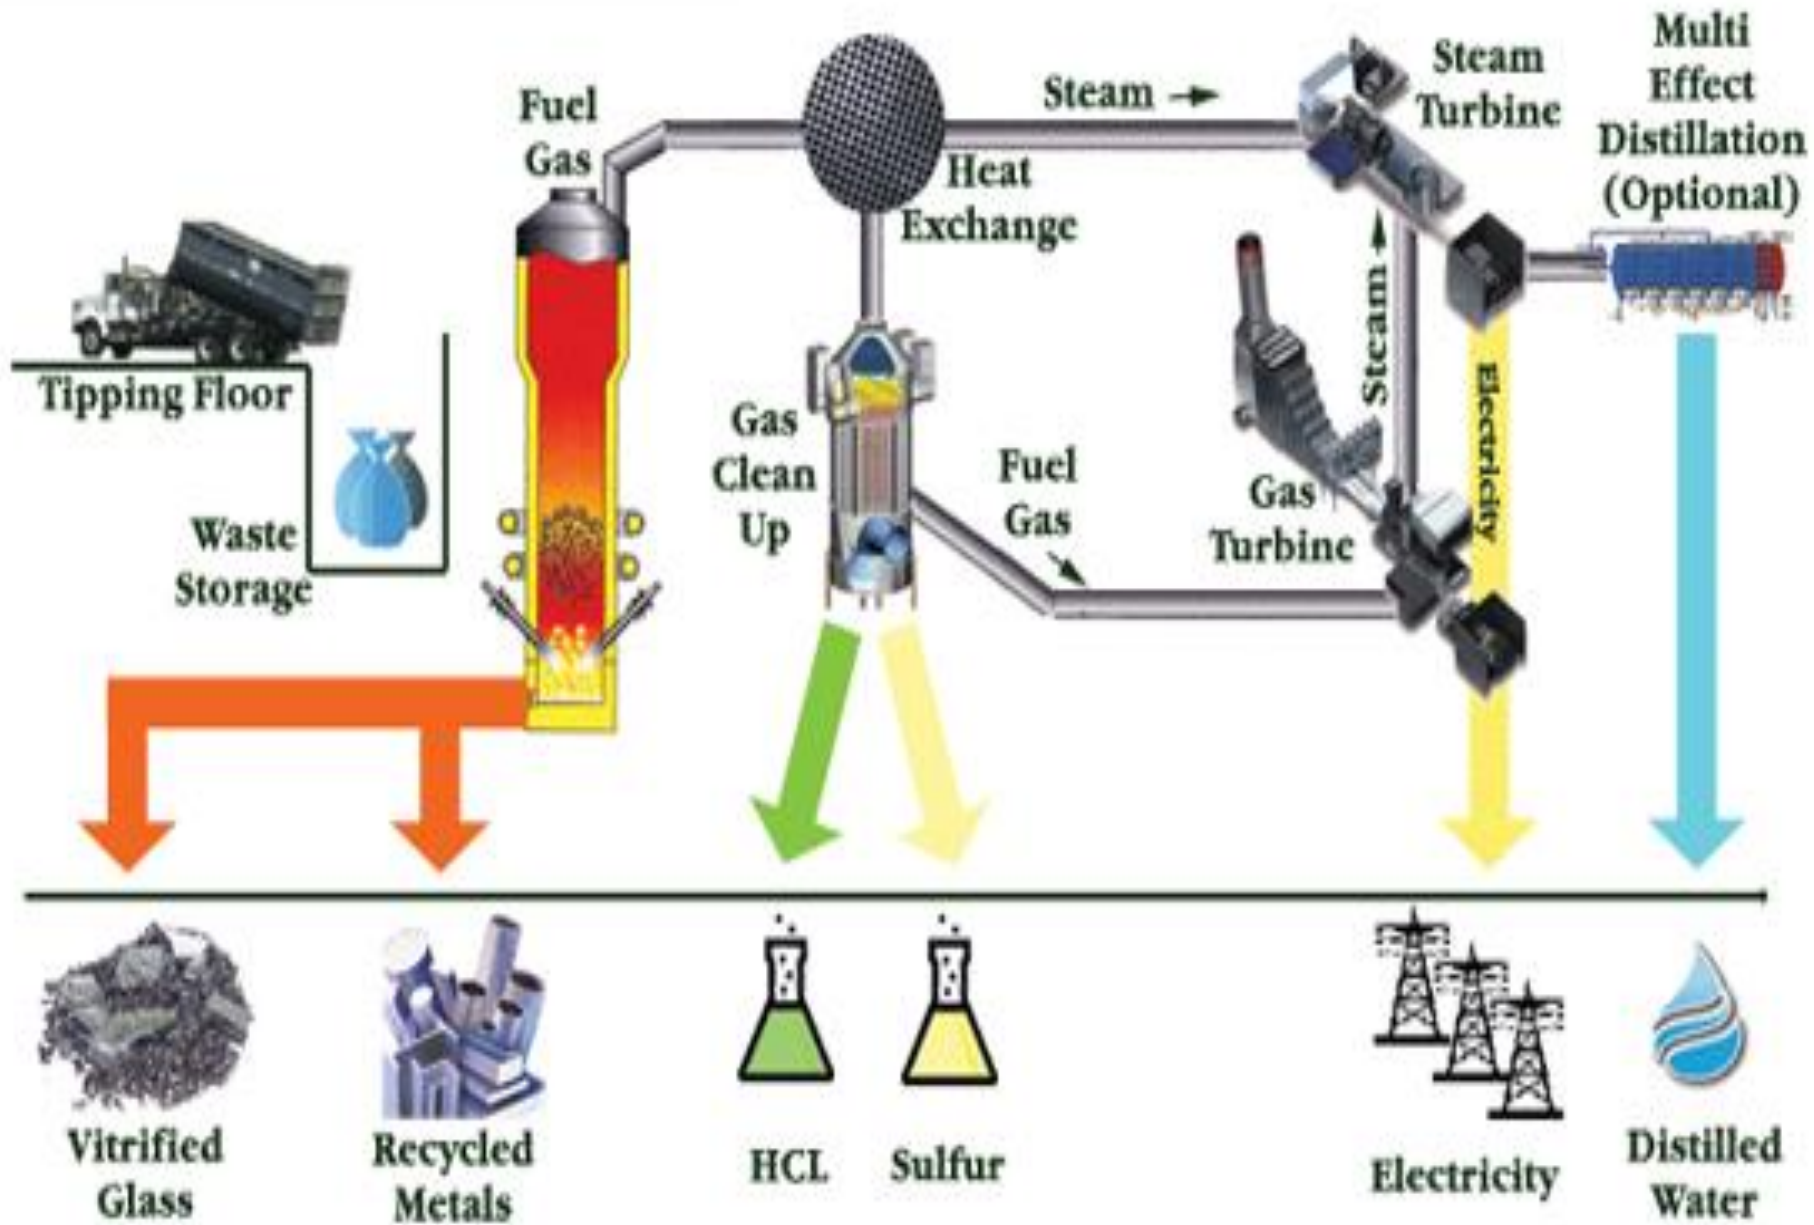 Fuel
Gas
Steam
Steam
Turbine
Multi
Effect
Distillation
(Optional)
Heat
Exchange
Tipping Floor
Waste
Storage
Gas
Clean
Up
Fuel
Gas
Gas
Turbine
Steam
Electricity
Vitrified
Glass
Recycled
Metals
HCL
Sulfur
Electricity
Distilled
Water